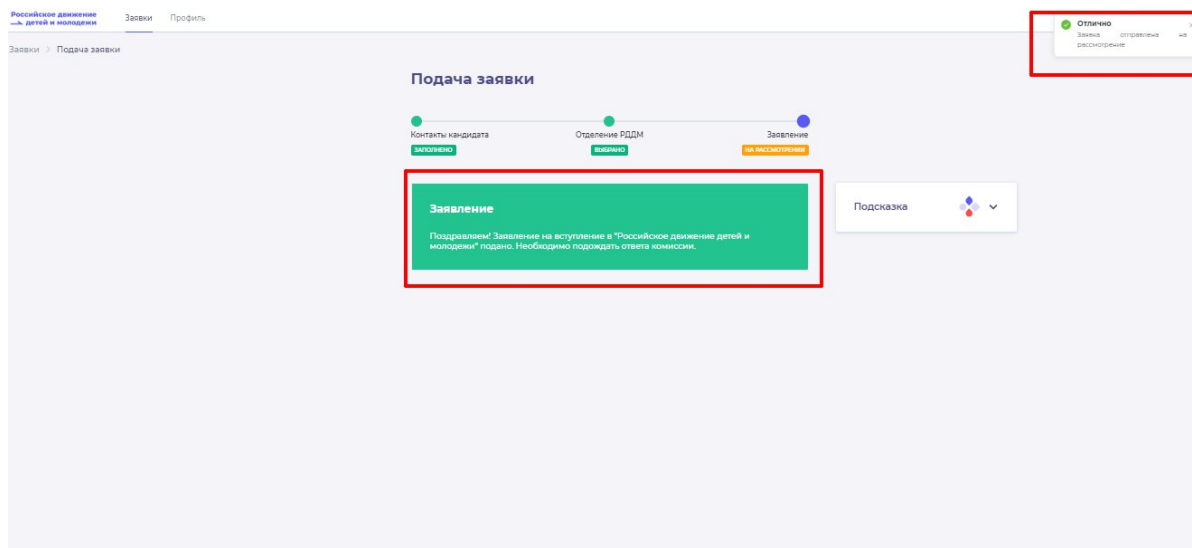 Российское движение
детей и молодежи
Заявки
Профиль
Отлично
Заявка отправлена на
рассмотрение
Заявки > Подача заявки
Подача заявки
Контакты кандидата
Отделение РДДМ
Заявление
ЗАПОЛНЕНО
ВЫБРАНО
НА РАССМОТРЕНИИ
Заявление
Поздравляем! Заявление на вступление в "Российское движение детей и
молодежи" подано. Необходимо подождать ответа комиссии.
Подсказка